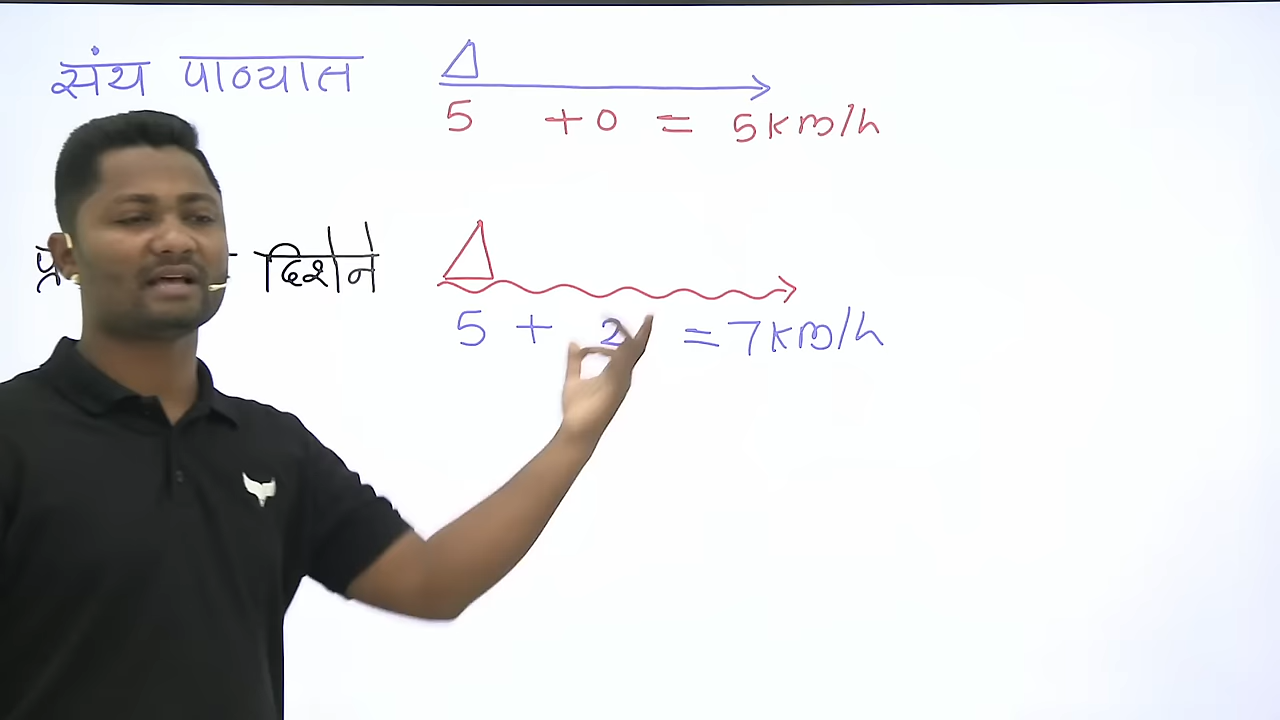 संथ पाण्यात
5 +0 = 5km/h
दिशेने
5 + 2 = 7km/h